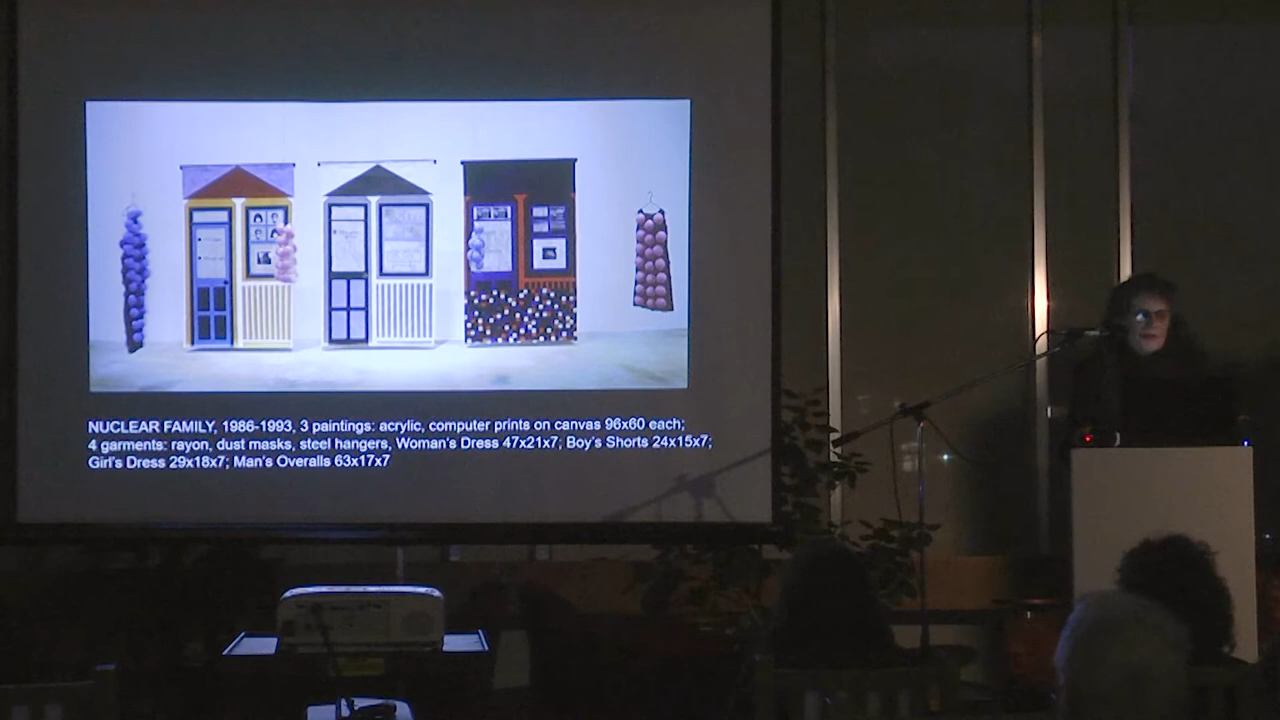 NUCLEAR FAMILY, 1986-1993, 3 paintings: acrylic, computer prints on canvas 96x60 each;
4 garments: rayon, dust masks, steel hangers, Woman's Dress 47x21x7; Boy's Shorts 24x15x7;
Girl's Dress 29x18x7; Man's Overalls 63x17x7